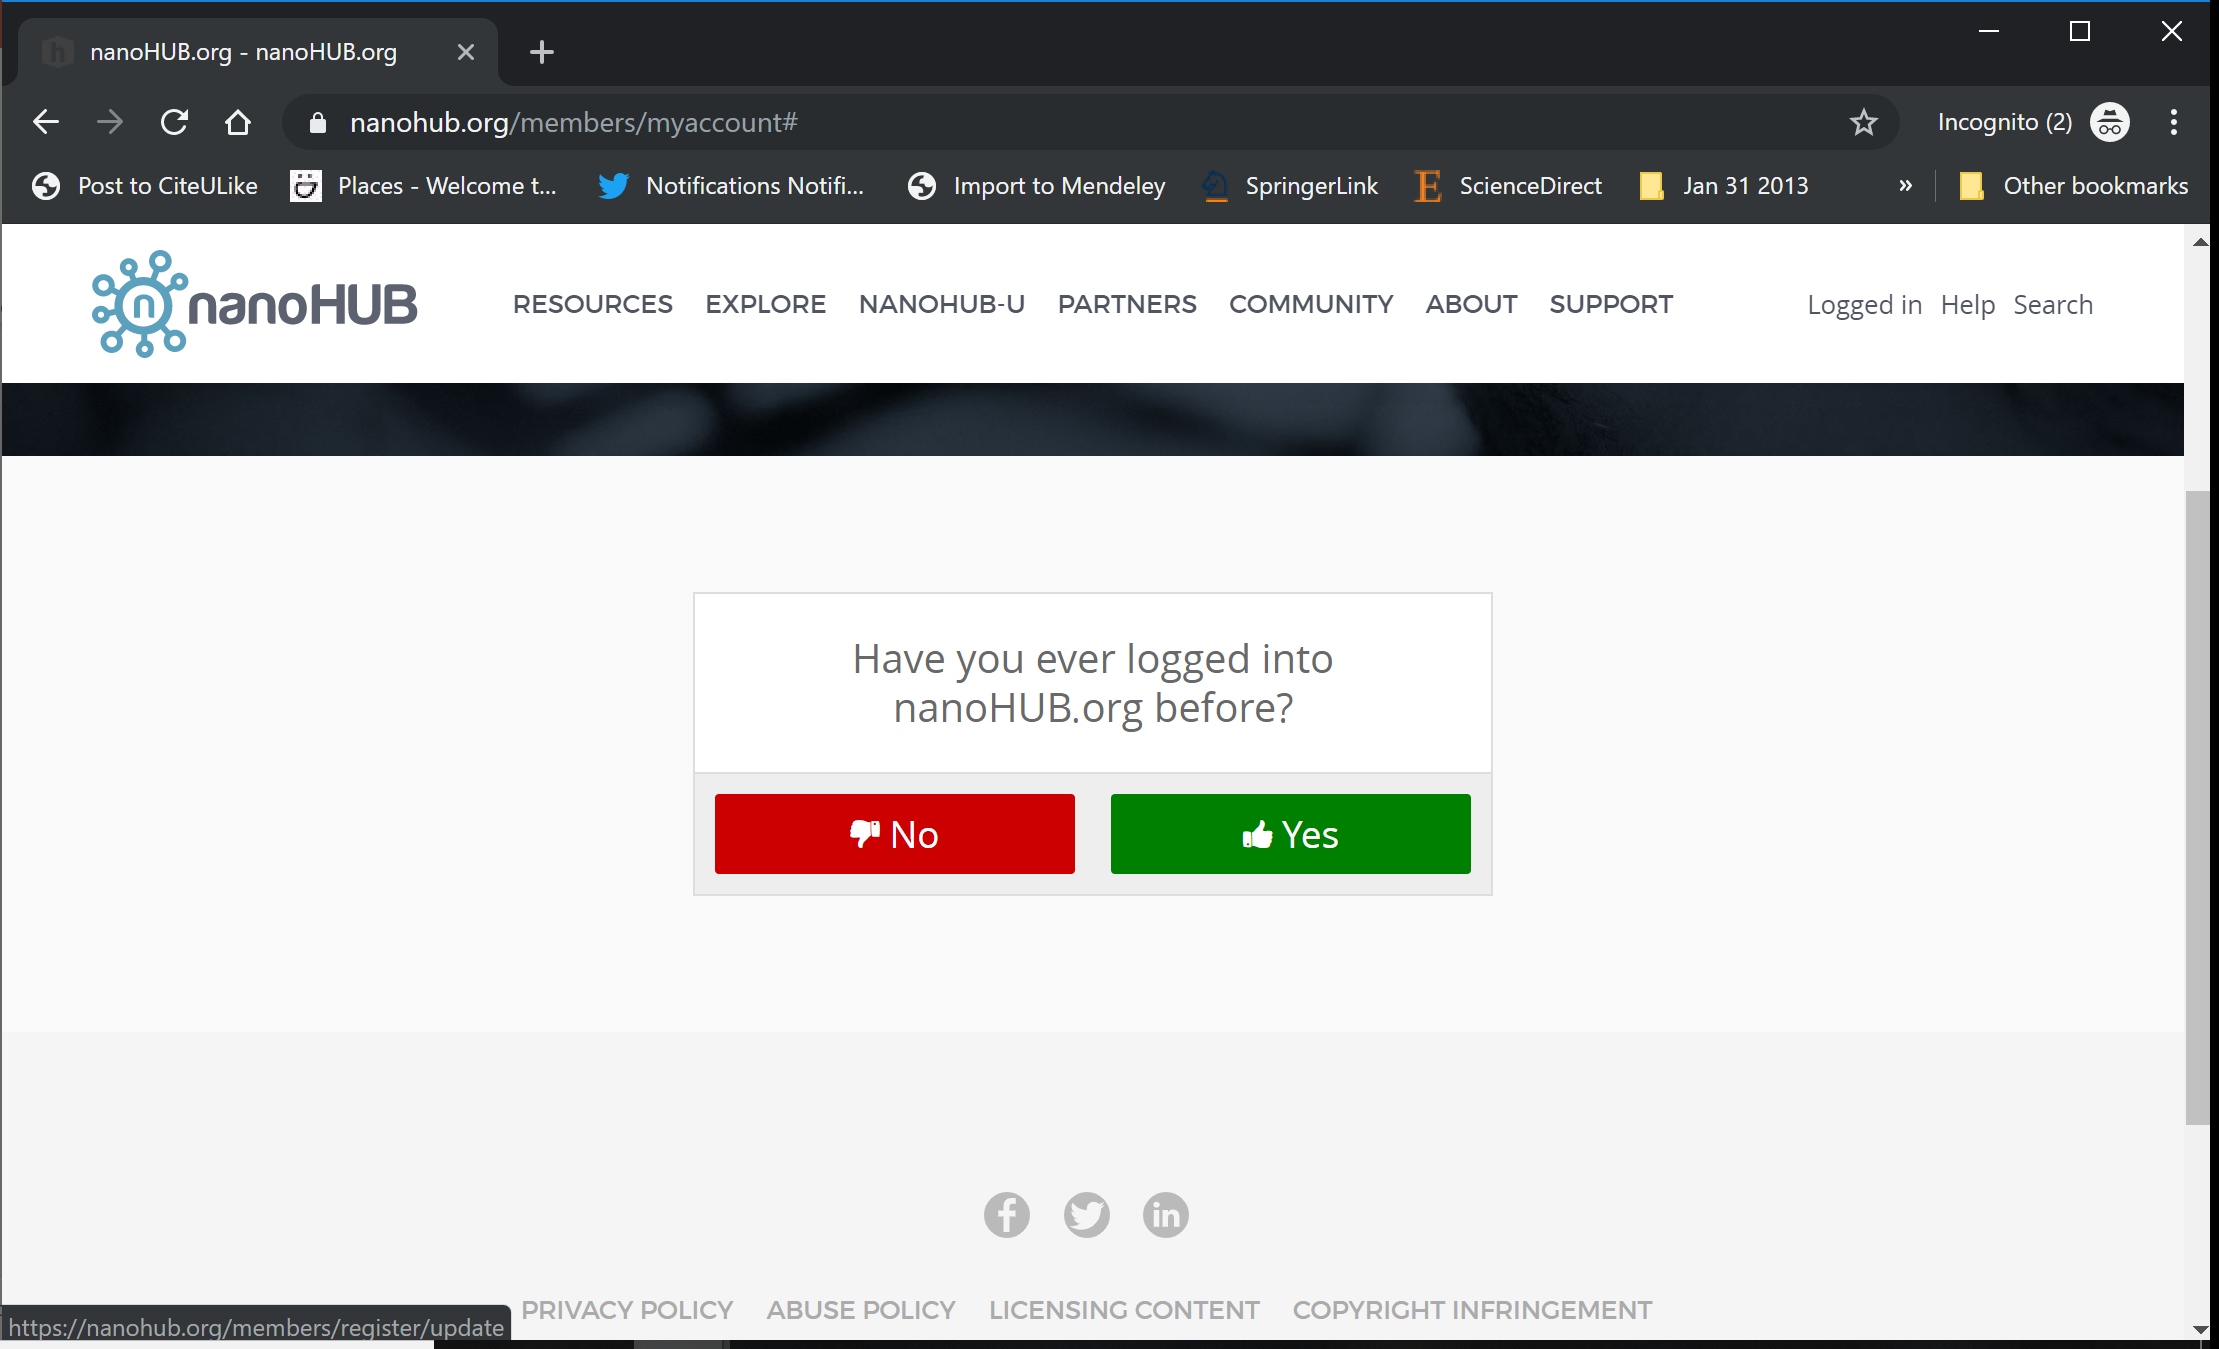 nanoHUB.org - nanoHUB.org
nanohub.org/members/myaccount#
Incognito (2)
Post to CiteULike
Places - Welcome t...
Notifications Notifi...
Import to Mendeley
SpringerLink
E ScienceDirect
Jan 31 2013
»
Other bookmarks
n nanoHUB
RESOURCES EXPLORE NANOHUB-U PARTNERS COMMUNITY ABOUT SUPPORT
Logged in Help Search
Have you ever logged into
nanoHUB.org before?
No
Yes
PRIVACY POLICY ABUSE POLICY LICENSING CONTENT COPYRIGHT INFRINGEMENT
https://nanohub.org/members/register/update